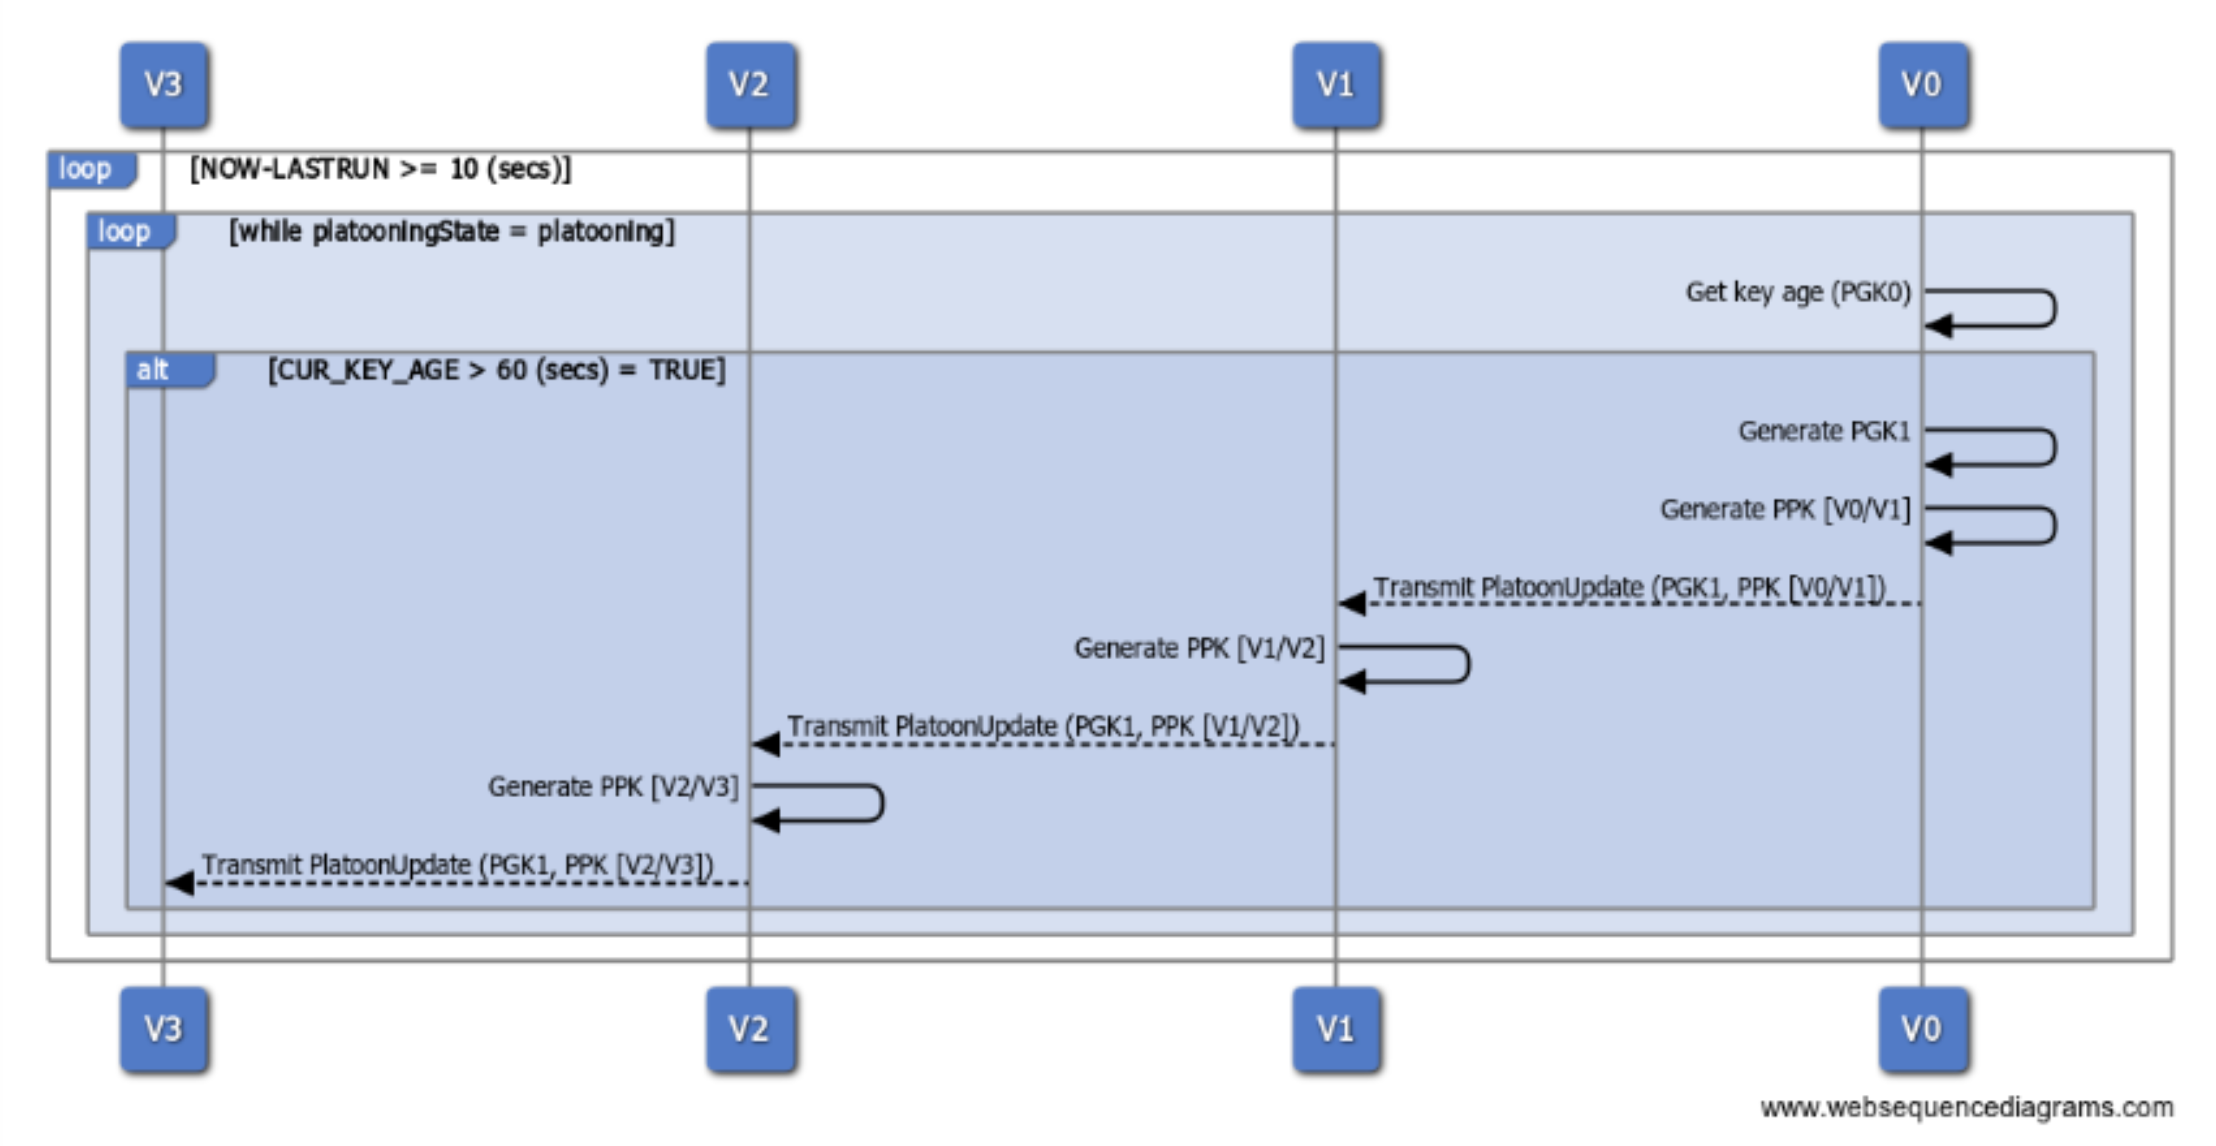 V3 V2 V1 V0
loop [NOW-LASTRUN >= 10 (secs)]
loop [while platooningState = platooning]
Get key age (PGK0)
alt [CUR_KEY_AGE > 60 (secs) = TRUE]
Generate PGK1
Generate PPK [V0/V1]
Transmit PlatoonUpdate (PGK1, PPK [V0/V1])
Generate PPK [V1/V2]
Transmit PlatoonUpdate (PGK1, PPK [V1/V2])
Generate PPK [V2/V3]
Transmit PlatoonUpdate (PGK1, PPK [V2/V3])
V3 V2 V1 V0
www.websequencediagrams.com